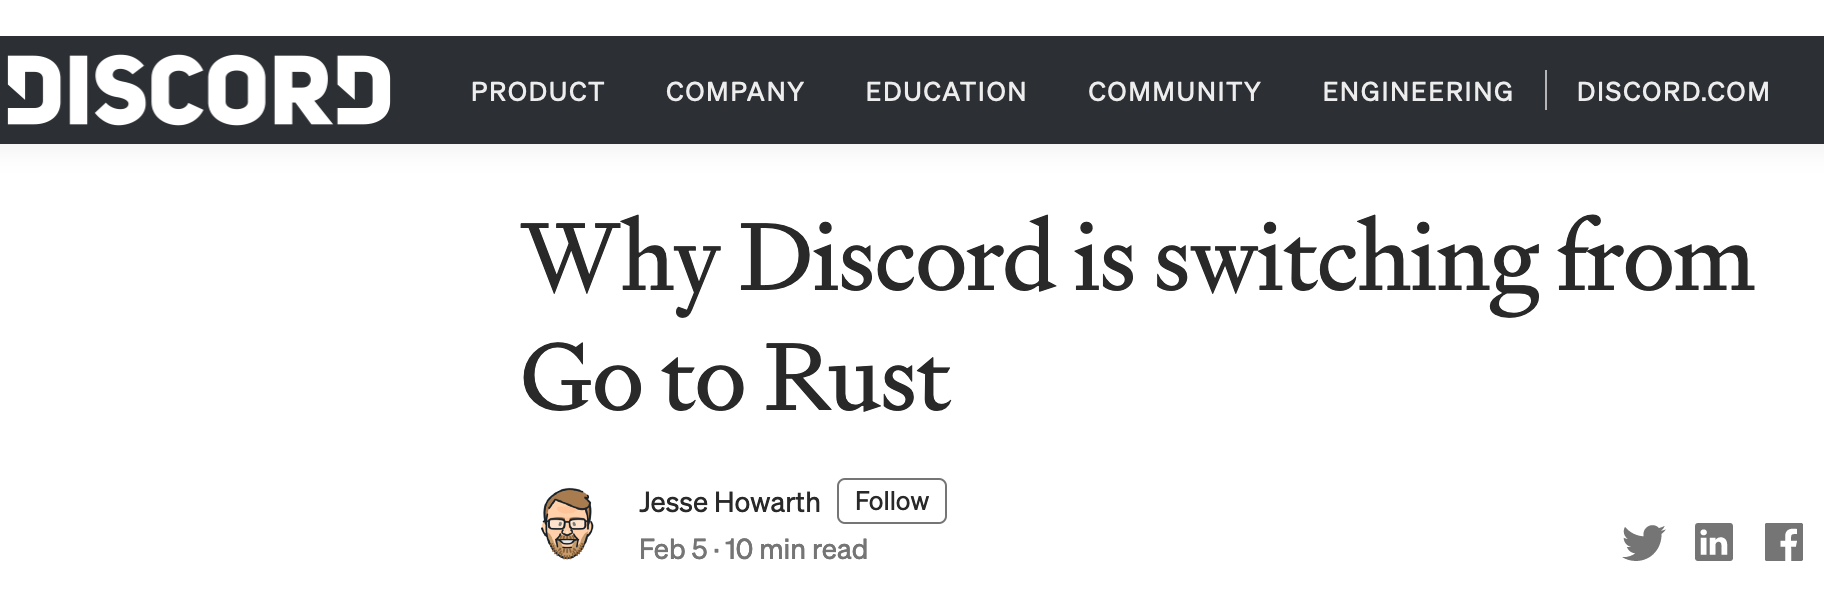 DISCORD PRODUCT COMPANY EDUCATION COMMUNITY ENGINEERING DISCORD.COM
Why Discord is switching from
Go to Rust
Jesse Howarth Follow
Feb 5 · 10 min read